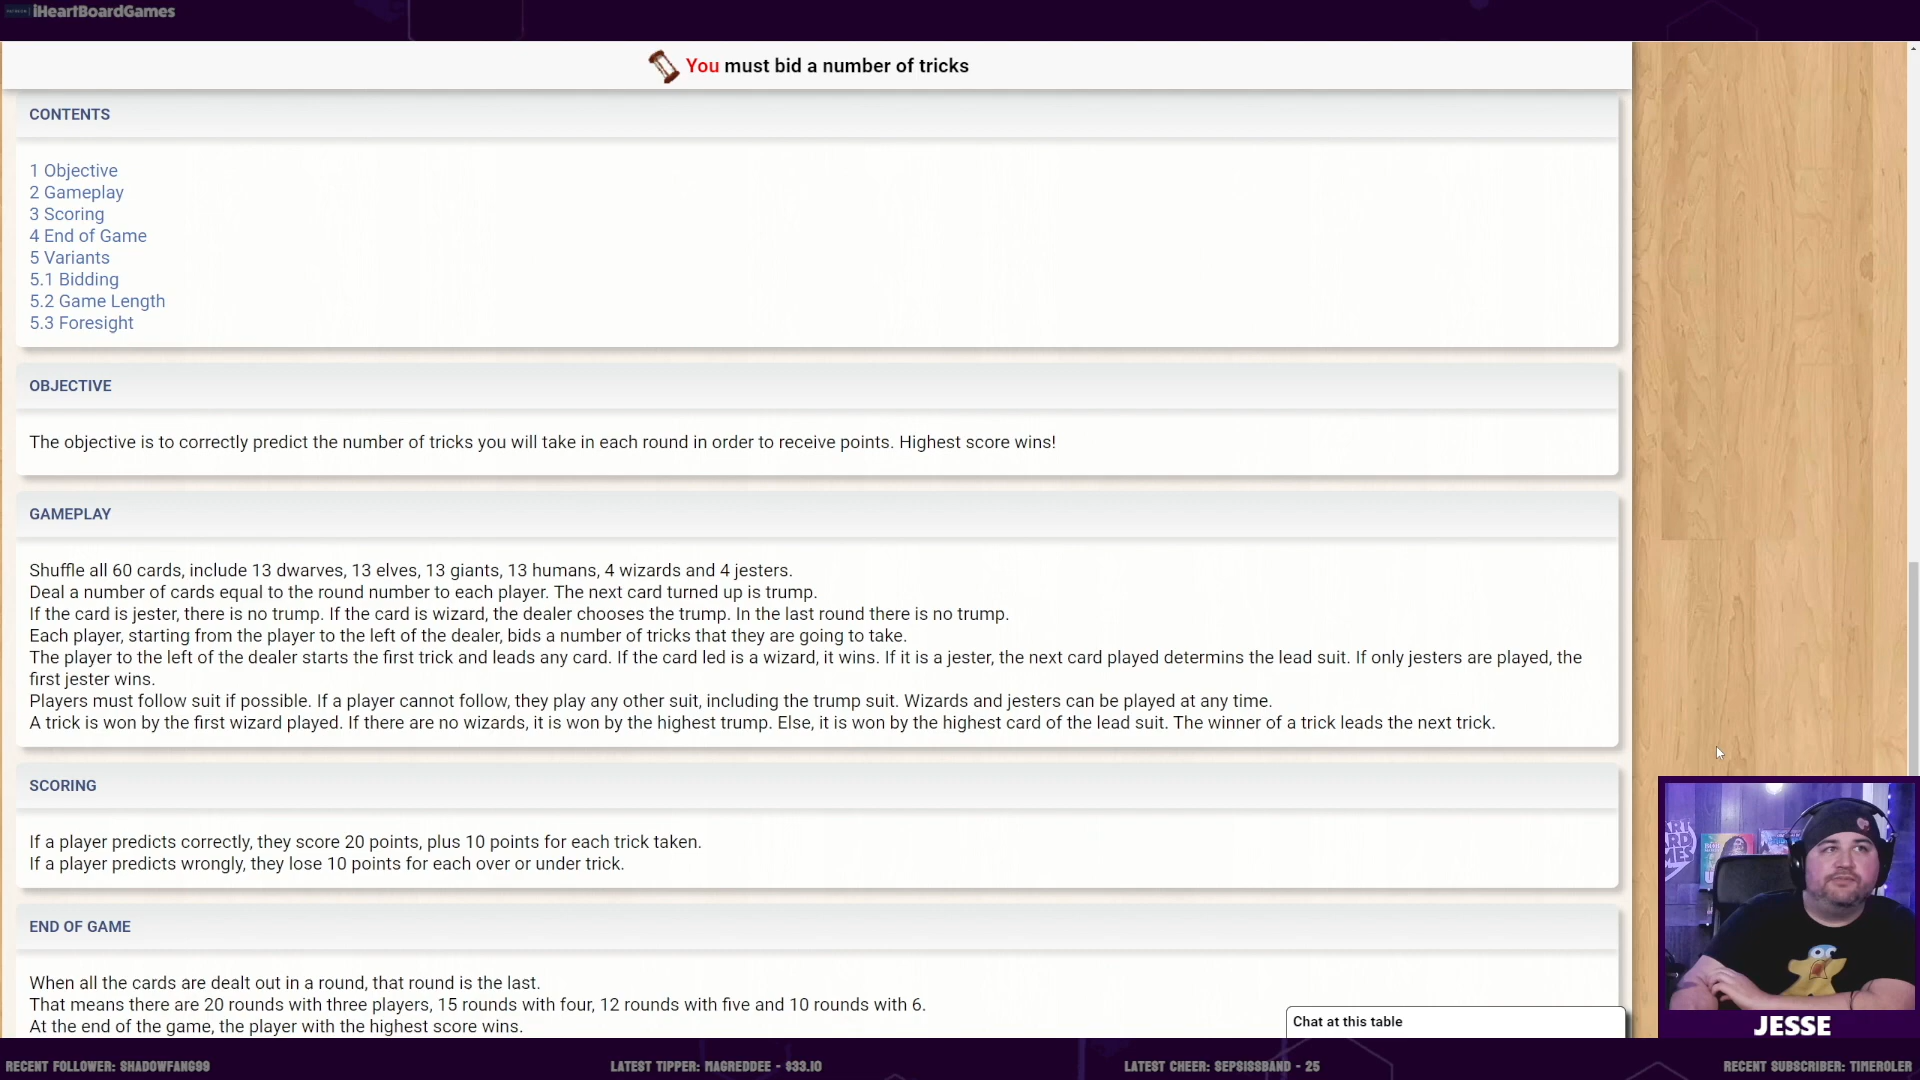 iHeartBoardGames
You must bid a number of tricks
CONTENTS
1 Objective
2 Gameplay
3 Scoring
4 End of Game
5 Variants
5.1 Bidding
5.2 Game Length
5.3 Foresight
OBJECTIVE
The objective is to correctly predict the number of tricks you will take in each round in order to receive points. Highest score wins!
GAMEPLAY
Shuffle all 60 cards, include 13 dwarves, 13 elves, 13 giants, 13 humans, 4 wizards and 4 jesters.
Deal a number of cards equal to the round number to each player. The next card turned up is trump.
If the card is jester, there is no trump. If the card is wizard, the dealer chooses the trump. In the last round there is no trump.
Each player, starting from the player to the left of the dealer, bids a number of tricks that they are going to take.
The player to the left of the dealer starts the first trick and leads any card. If the card led is a wizard, it wins. If it is a jester, the next card played determins the lead suit. If only jesters are played, the
first jester wins.
Players must follow suit if possible. If a player cannot follow, they play any other suit, including the trump suit. Wizards and jesters can be played at any time.
A trick is won by the first wizard played. If there are no wizards, it is won by the highest trump. Else, it is won by the highest card of the lead suit. The winner of a trick leads the next trick.
SCORING
If a player predicts correctly, they score 20 points, plus 10 points for each trick taken.
If a player predicts wrongly, they lose 10 points for each over or under trick.
END OF GAME
When all the cards are dealt out in a round, that round is the last.
That means there are 20 rounds with three players, 15 rounds with four, 12 rounds with five and 10 rounds with 6.
At the end of the game, the player with the highest score wins.
Chat at this table
JESSE
RECENT FOLLOWER: SHADOWFANG99
LATEST TIPPER: MAGREDDEE - $33.10
LATEST CHEER: SEPSISSBAND - 25
RECENT SUBSCRIBER: TIMEROLER